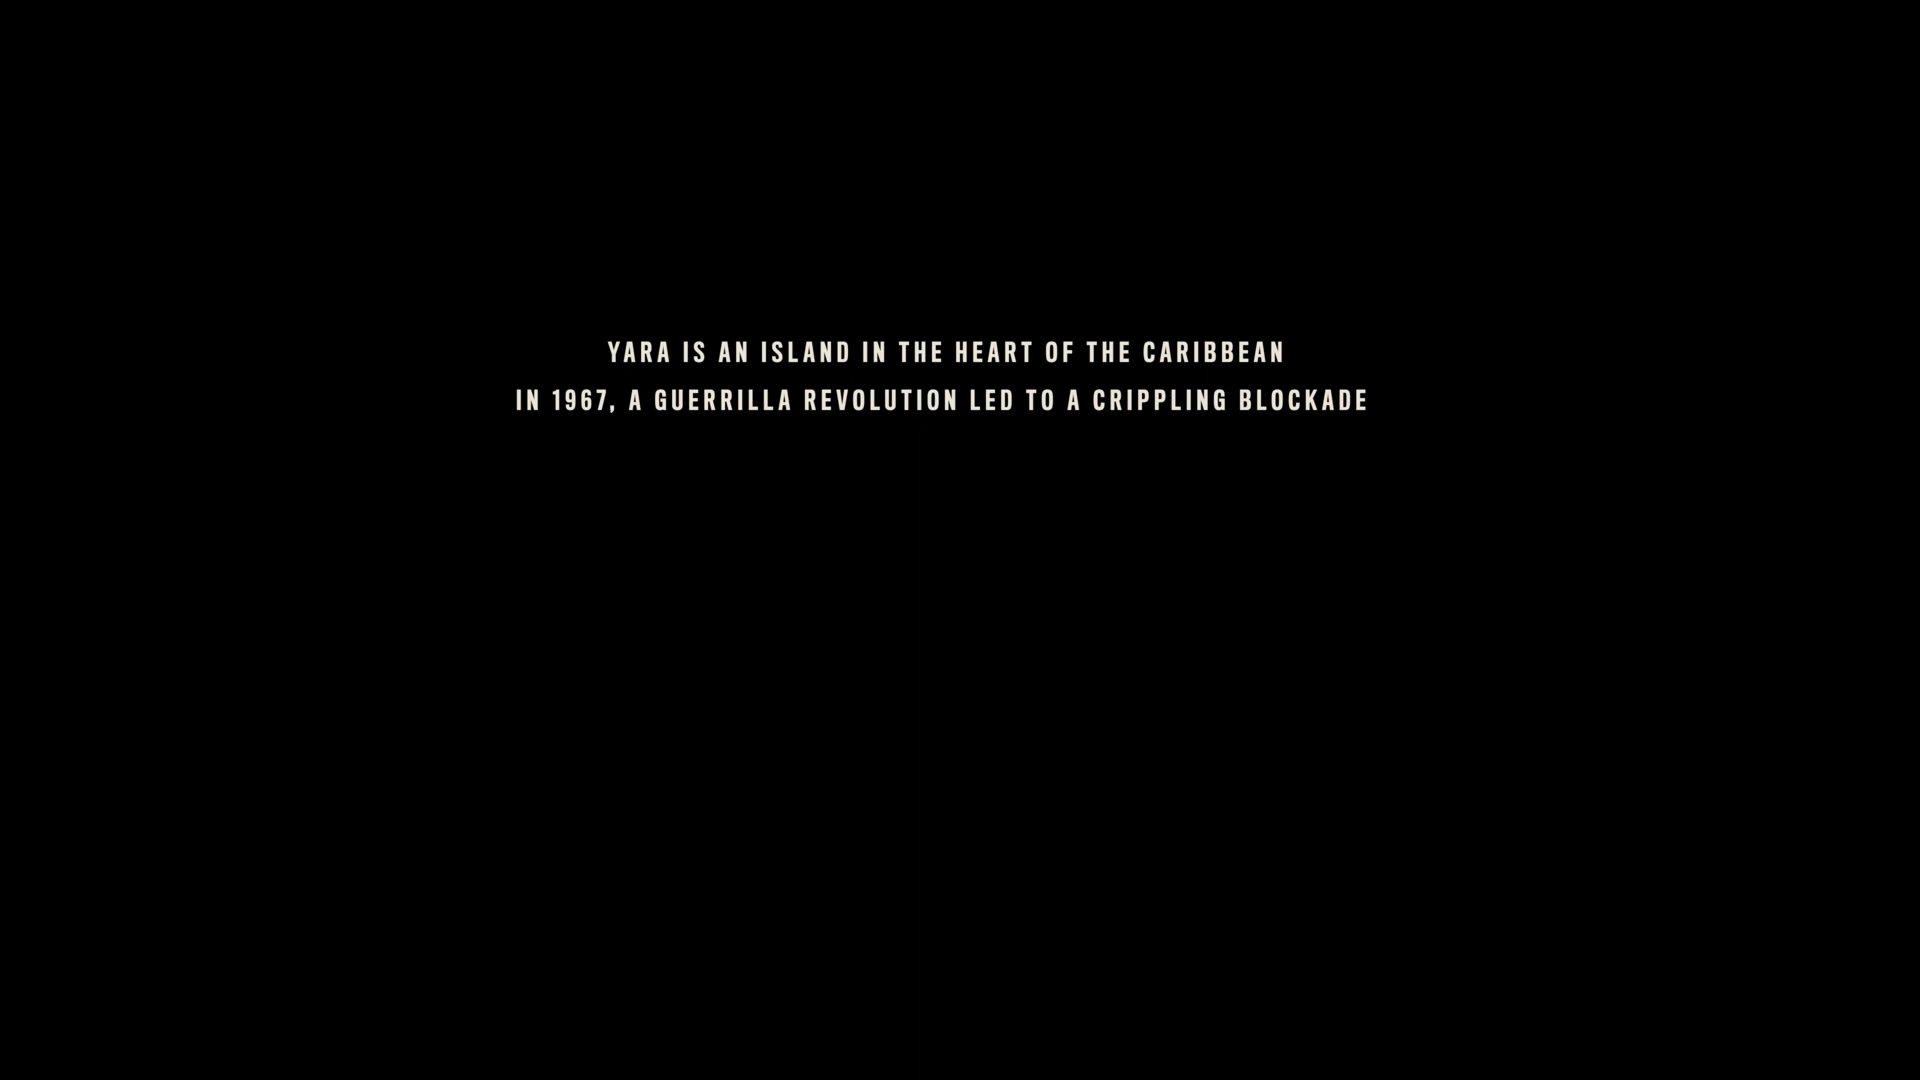 YARA IS AN ISLAND IN THE HEART OF THE CARIBBEAN
IN 1967, A GUERRILLA REVOLUTION LED TO A CRIPPLING BLOCKADE